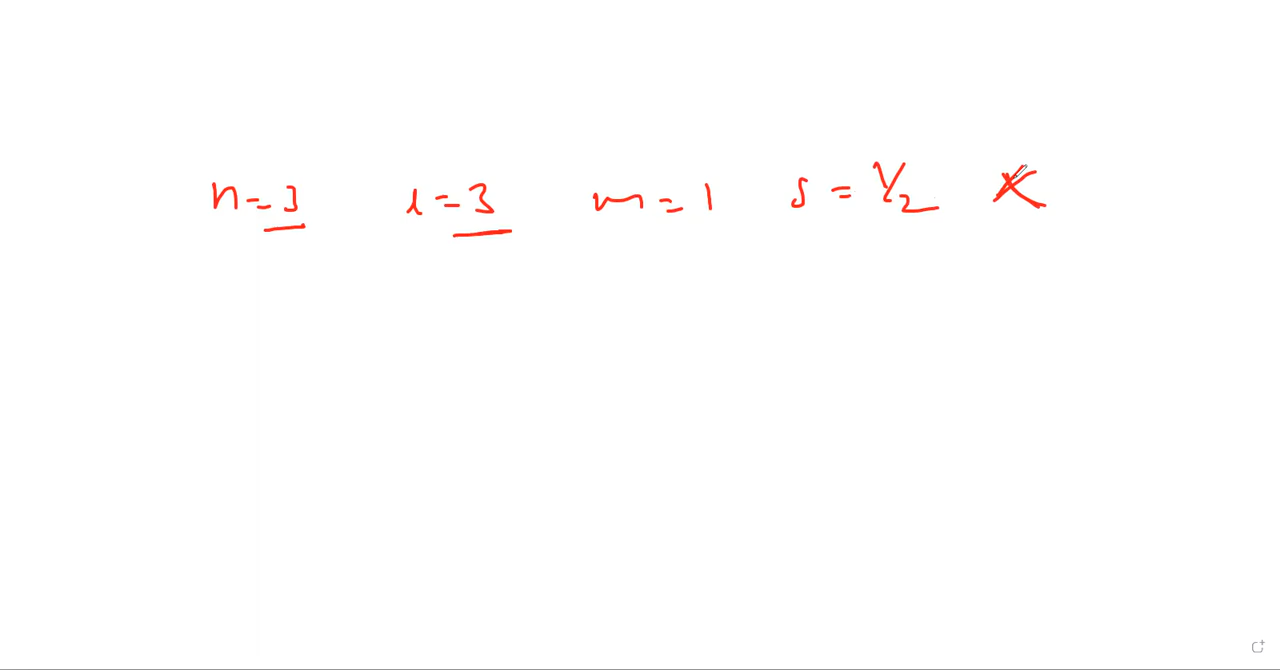 n=3 l=3 m=1 s=1/2 ×